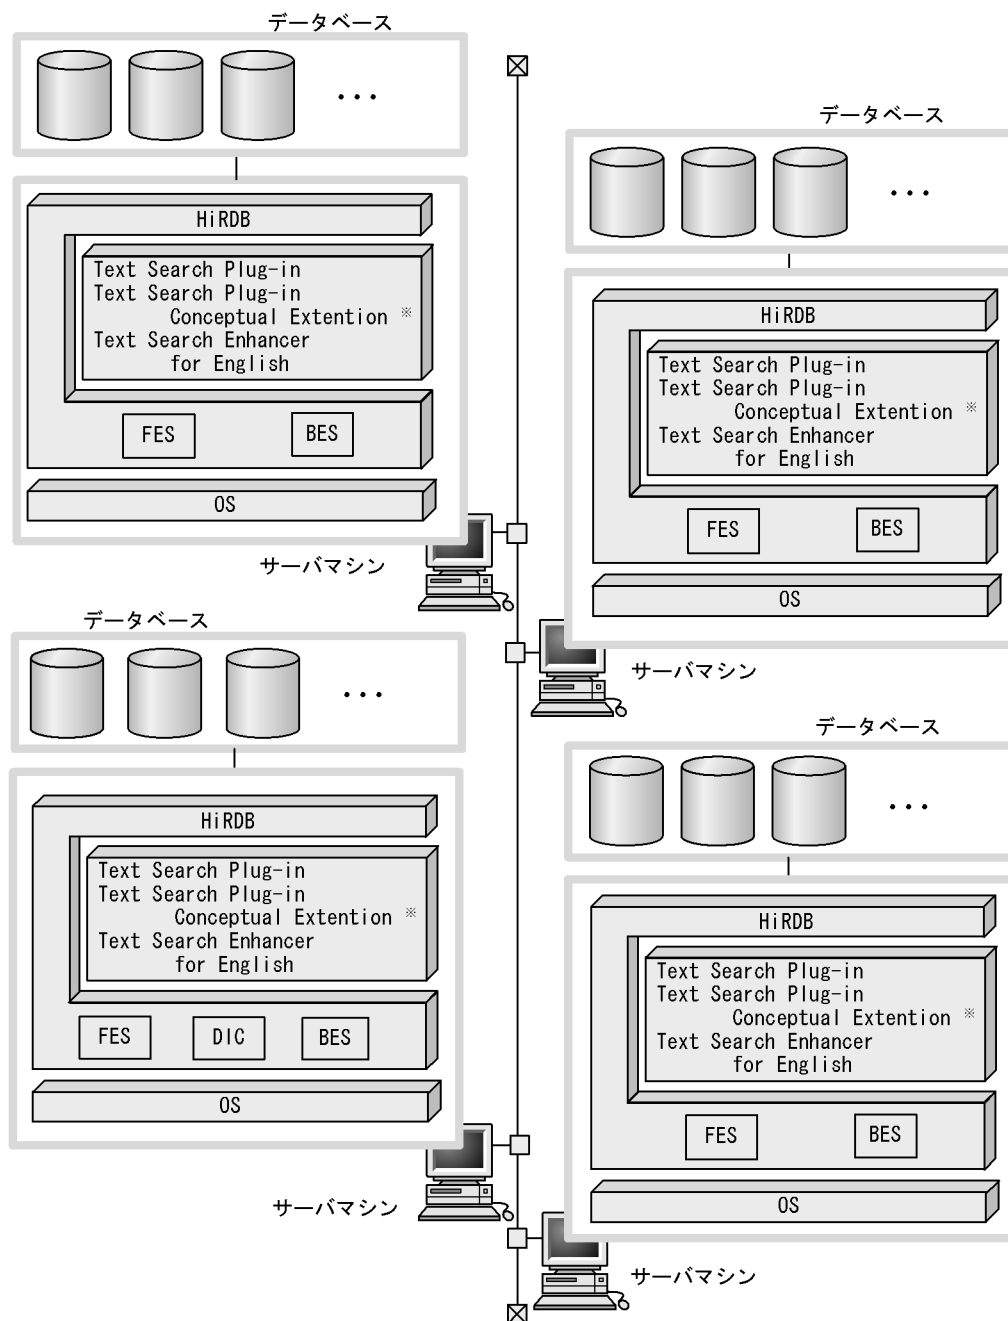 データベース
HiRDB
Text Search Plug-in
Text Search Plug-in
Conceptual Extention ※
Text Search Enhancer
for English
FES BES
OS
サーバマシン
データベース
HiRDB
Text Search Plug-in
Text Search Plug-in
Conceptual Extention ※
Text Search Enhancer
for English
FES BES
OS
サーバマシン
データベース
HiRDB
Text Search Plug-in
Text Search Plug-in
Conceptual Extention ※
Text Search Enhancer
for English
FES DIC BES
OS
サーバマシン
データベース
HiRDB
Text Search Plug-in
Text Search Plug-in
Conceptual Extention ※
Text Search Enhancer
for English
FES BES
OS
サーバマシン